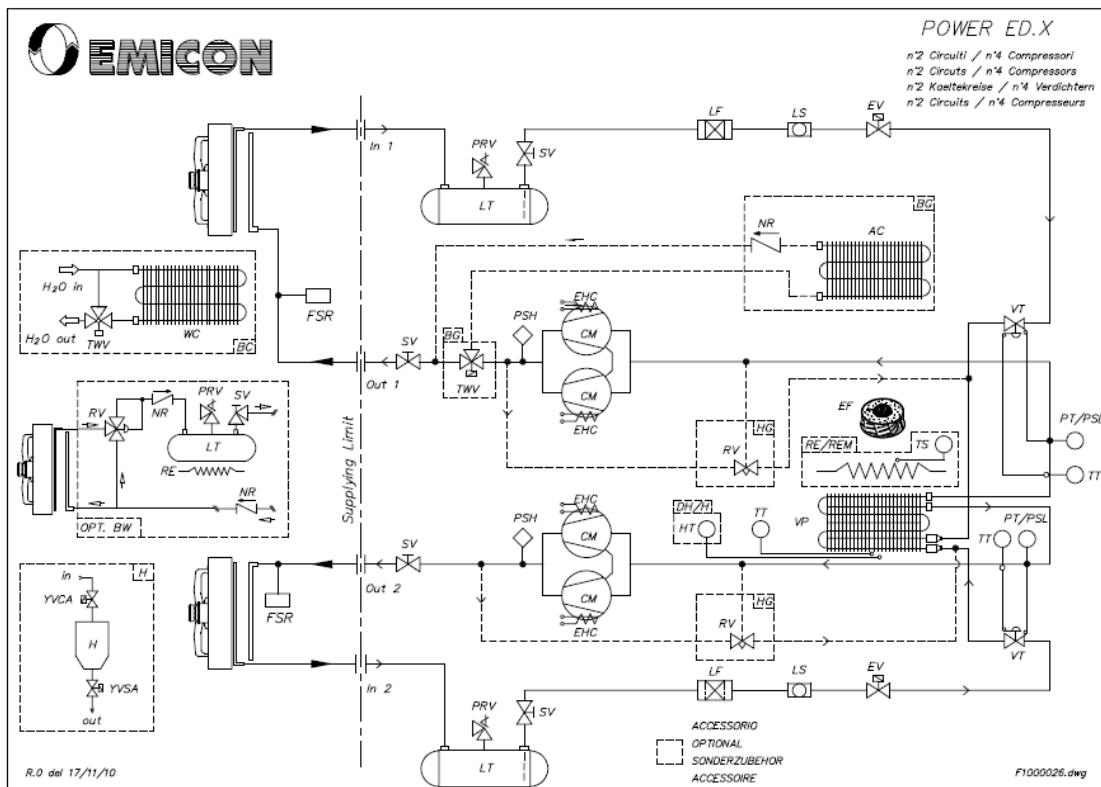 EMICON
POWER ED.X
n°2 Circuiti / n°4 Compressori
n°2 Circuts / n°4 Compressors
n°2 Kaeltekreise / n°4 Verdichtern
n°2 Circuits / n°4 Compresseurs
In 1
PRV
SV
LT
LF
LS
EV
BG
NR
AC
H₂O in
H₂O out
TWV
WC
BC
FSR
Out 1
SV
BG
TWV
PSH
EHC
CM
CM
EHC
VT
HG
RV
EF
RE/REM
TS
PT/PSL
TT
RV
NR
PRV
SV
LT
RE
NR
OPT. BW
Supplying Limit
DH/H
HT
TT
VP
TT
PT/PSL
PSH
SV
Out 2
FSR
EHC
CM
CM
EHC
HG
RV
VT
H
in
YVCA
H
YVSA
out
In 2
PRV
SV
LT
LF
LS
EV
ACCESSORIO
OPTIONAL
SONDERZUBEHOR
ACCESSOIRE
R.0 del 17/11/10
F1000026.dwg